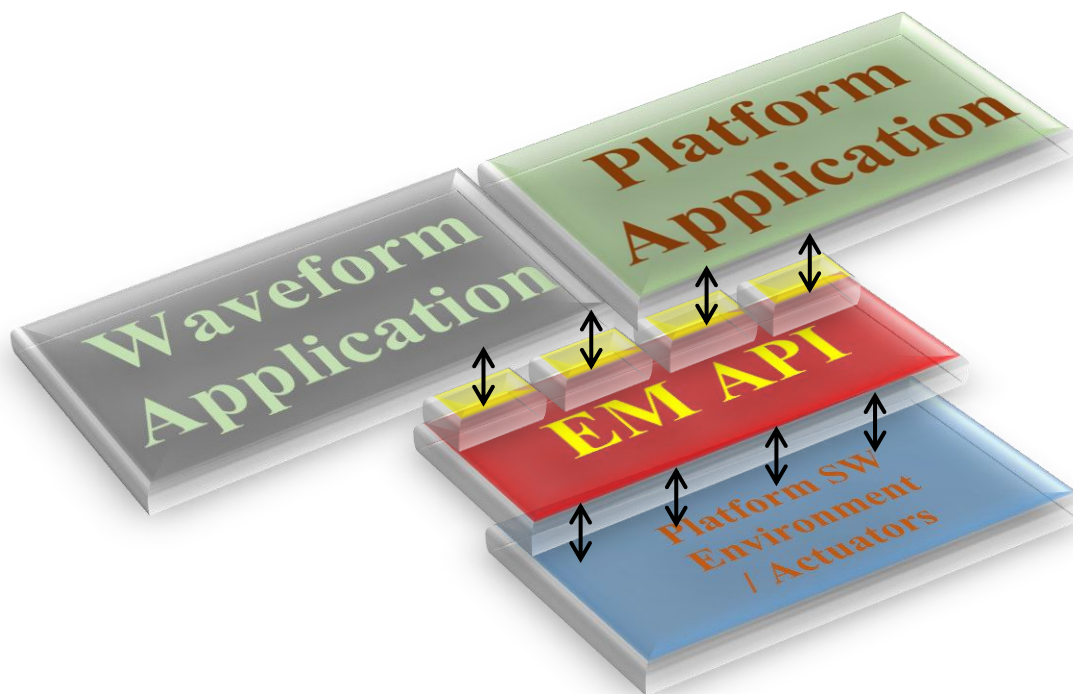 Platform
Application
Waveform
Application
EM API
Platform SW
Environment
/ Actuators